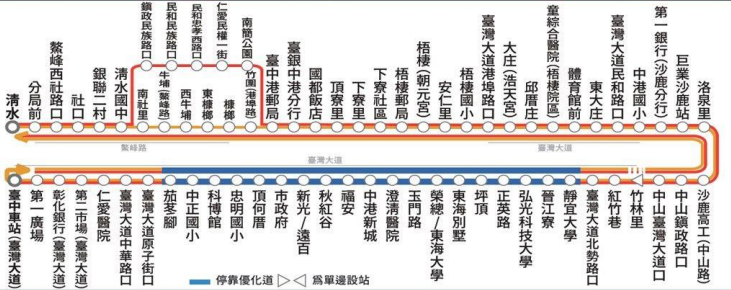 鎮政民族路口
民和民族路口
民和忠孝西路口
仁愛民權一街
南簡公園
清水
分局前
鰲峰西社路口
社口
銀聯二村
清水國中
南社里
牛埔(鰲峰路)
西牛埔
東槺榔
槺榔
竹圍(港埠路)
臺中港郵局
臺銀中港分行
國都飯店
頂寮里
下寮里
下寮社區
梧棲郵局
梧棲(朝元宮)
安仁里
梧棲國小
臺灣大道港埠路口
大庄(浩天宮)
邱厝庄
童綜合醫院(梧棲院區)
體育館前
東大庄
臺灣大道民和路口
中港國小
第一銀行(沙鹿分行)
巨業沙鹿站
洛泉里
鰲峰路
臺灣大道
臺灣大道
臺中車站(臺灣大道)
第一廣場
彰化銀行(臺灣大道)
第二市場(臺灣大道)
仁愛醫院
臺灣大道中華路口
臺灣大道原子街口
茄苳腳
中正國小
科博館
忠明國小
頂何厝
市政府
新光/遠百
秋紅谷
福安
中港新城
澄清醫院
玉門路
榮總/東海大學
東海別墅
坪頂
正英路
弘光科技大學
晉江寮
靜宜大學
臺灣大道北勢路口
紅竹巷
竹林里
中山臺灣大道口
中山鎮政路口
沙鹿高工(中山路)
停靠優化道
為單邊設站